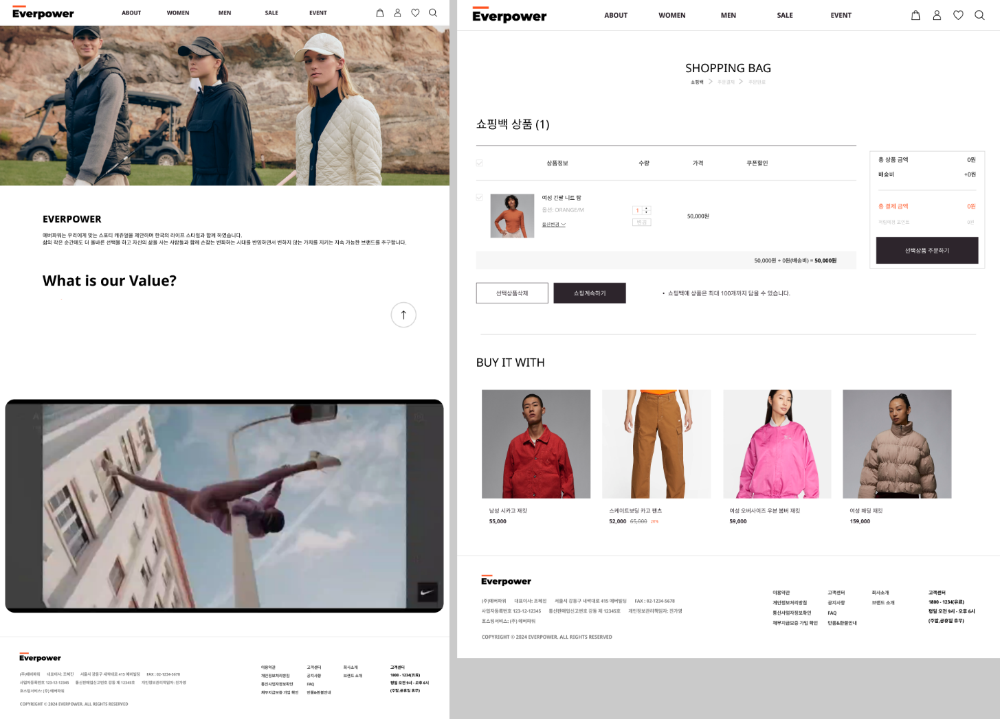 Everpower
ABOUT WOMEN MEN SALE EVENT
EVERPOWER
에버파워는 우리에게 맞는 스포티 캐쥬얼을 제안하며 한국의 라이프 스타일과 함께 하였습니다.
삶의 작은 순간에도 더 올바른 선택을 하고 자신의 삶을 사는 사람들과 함께 손잡는 변화하는 시대를 반영하면서 변하지 않는 가치를 지키는 지속 가능한 브랜드를 추구합니다.
What is our Value?
Everpower
(주)에버파워 대표이사: 조혜진 서울시 강동구 새싹대로 415 에버빌딩 FAX : 02-1234-5678
사업자등록번호 123-12-12345 통신판매업신고번호 강동 제 12345호 개인정보관리책임자: 진가영
호스팅서비스: (주) 에버파워
COPYRIGHT © 2024 EVERPOWER. ALL RIGHTS RESERVED
이용약관 고객센터 회사소개 고객센터
개인정보처리방침 공지사항 브랜드 소개 1800 - 1234(유료)
통신사업자정보확인 FAQ 평일 오전 9시 - 오후 6시
채무지급보증 가입 확인 반품&환불안내 (주말,공휴일 휴무)
Everpower
ABOUT WOMEN MEN SALE EVENT
SHOPPING BAG
쇼핑백 주문결제 주문완료
쇼핑백 상품 (1)
상품정보 수량 가격 쿠폰할인
여성 긴팔 니트 탑
옵션: ORANGE/M
옵션변경
1
변경
50,000원
50,000원 + 0원(배송비) = 50,000원
선택상품삭제
쇼핑계속하기
• 쇼핑백에 상품은 최대 100개까지 담을 수 있습니다.
총 상품 금액 0원
배송비 +0원
총 결제 금액 0원
적립예정 포인트 0원
선택상품 주문하기
BUY IT WITH
남성 시카고 재킷
55,000
스케이트보딩 카고 팬츠
52,000 65,000 20%
여성 오버사이즈 우븐 봄버 재킷
59,000
여성 패딩 재킷
159,000
Everpower
(주)에버파워 대표이사: 조혜진 서울시 강동구 새싹대로 415 에버빌딩 FAX : 02-1234-5678
사업자등록번호 123-12-12345 통신판매업신고번호 강동 제 12345호 개인정보관리책임자: 진가영
호스팅서비스: (주) 에버파워
COPYRIGHT © 2024 EVERPOWER. ALL RIGHTS RESERVED
이용약관 고객센터 회사소개 고객센터
개인정보처리방침 공지사항 브랜드 소개 1800 - 1234(유료)
통신사업자정보확인 FAQ 평일 오전 9시 - 오후 6시
채무지급보증 가입 확인 반품&환불안내 (주말,공휴일 휴무)